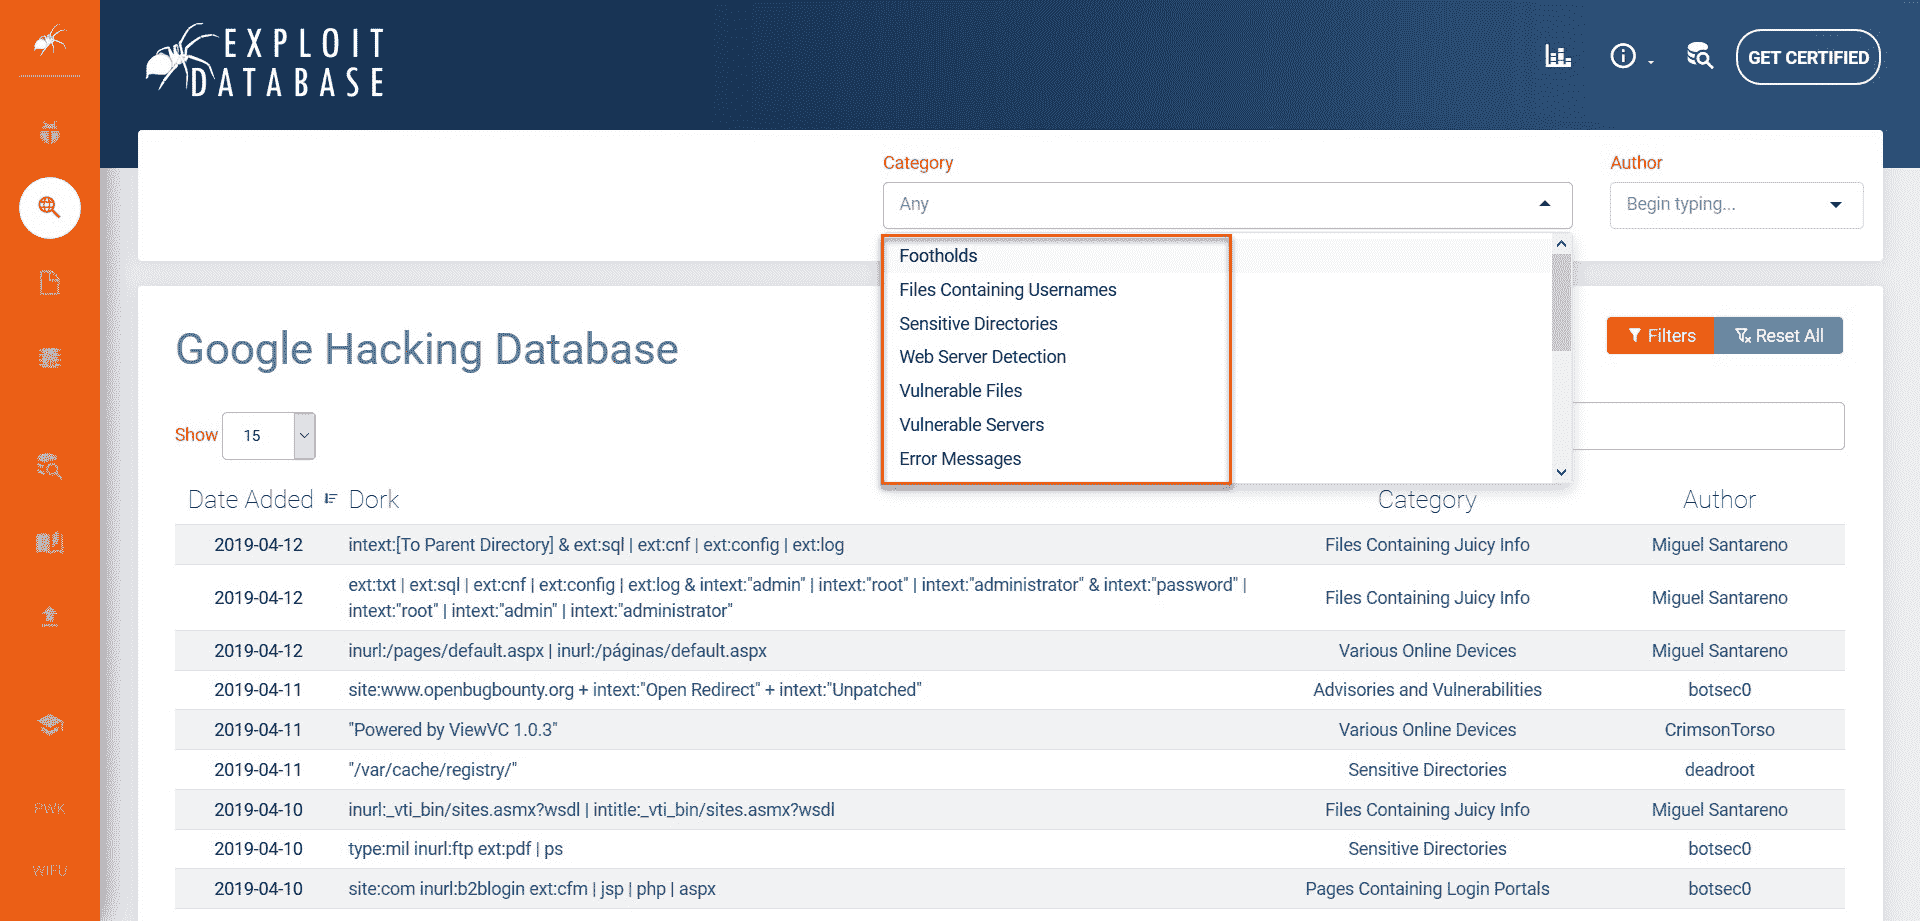 EXPLOIT
DATABASE
GET CERTIFIED
Category
Author
Any
Begin typing...
Footholds
Files Containing Usernames
Sensitive Directories
Web Server Detection
Vulnerable Files
Vulnerable Servers
Error Messages
Google Hacking Database
Filters
Reset All
Show 15
Date Added Dork Category Author
2019-04-12 intext:[To Parent Directory] & ext:sql | ext:cnf | ext:config | ext:log Files Containing Juicy Info Miguel Santareno
2019-04-12 ext:txt | ext:sql | ext:cnf | ext:config | ext:log & intext:"admin" | intext:"root" | intext:"administrator" & intext:"password" |
intext:"root" | intext:"admin" | intext:"administrator" Files Containing Juicy Info Miguel Santareno
2019-04-12 inurl:/pages/default.aspx | inurl:/páginas/default.aspx Various Online Devices Miguel Santareno
2019-04-11 site:www.openbugbounty.org + intext:"Open Redirect" + intext:"Unpatched" Advisories and Vulnerabilities botsec0
2019-04-11 "Powered by ViewVC 1.0.3" Various Online Devices CrimsonTorso
2019-04-11 "/var/cache/registry/" Sensitive Directories deadroot
2019-04-10 inurl:_vti_bin/sites.asmx?wsdl | intitle:_vti_bin/sites.asmx?wsdl Files Containing Juicy Info Miguel Santareno
2019-04-10 type:mil inurl:ftp ext:pdf | ps Sensitive Directories botsec0
2019-04-10 site:com inurl:b2blogin ext:cfm | jsp | php | aspx Pages Containing Login Portals botsec0
PWK
WIFU